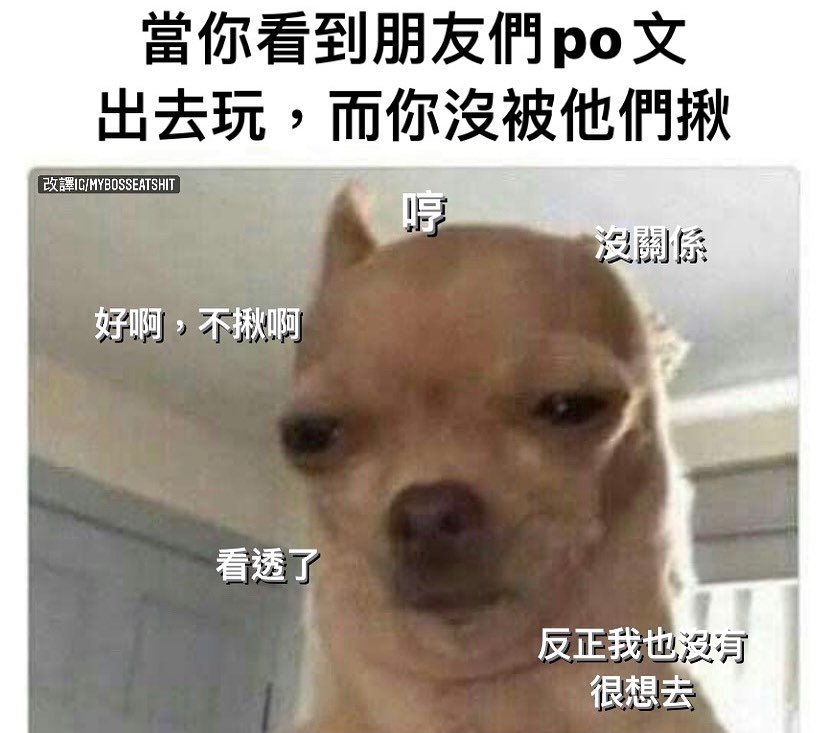 當你看到朋友們po文
出去玩，而你沒被他們揪
改譯IG/MYBOSSEATSHIT
哼
沒關係
好啊，不揪啊
看透了
反正我也沒有
很想去